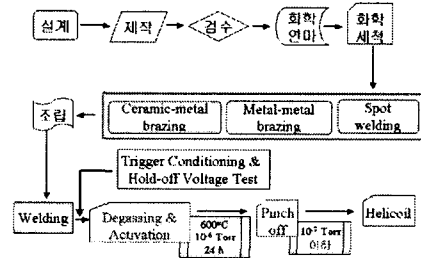 설계
제작
검수
화학
연마
화학
세척
조립
Ceramic-metal
brazing
Metal-metal
brazing
Spot
welding
Trigger Conditioning &
Hold-off Voltage Test
Welding
Degassing &
Activation
600°C
10⁻⁶ Torr
24 h
Pinch
off
10⁻⁷ Torr
이하
Helicoil